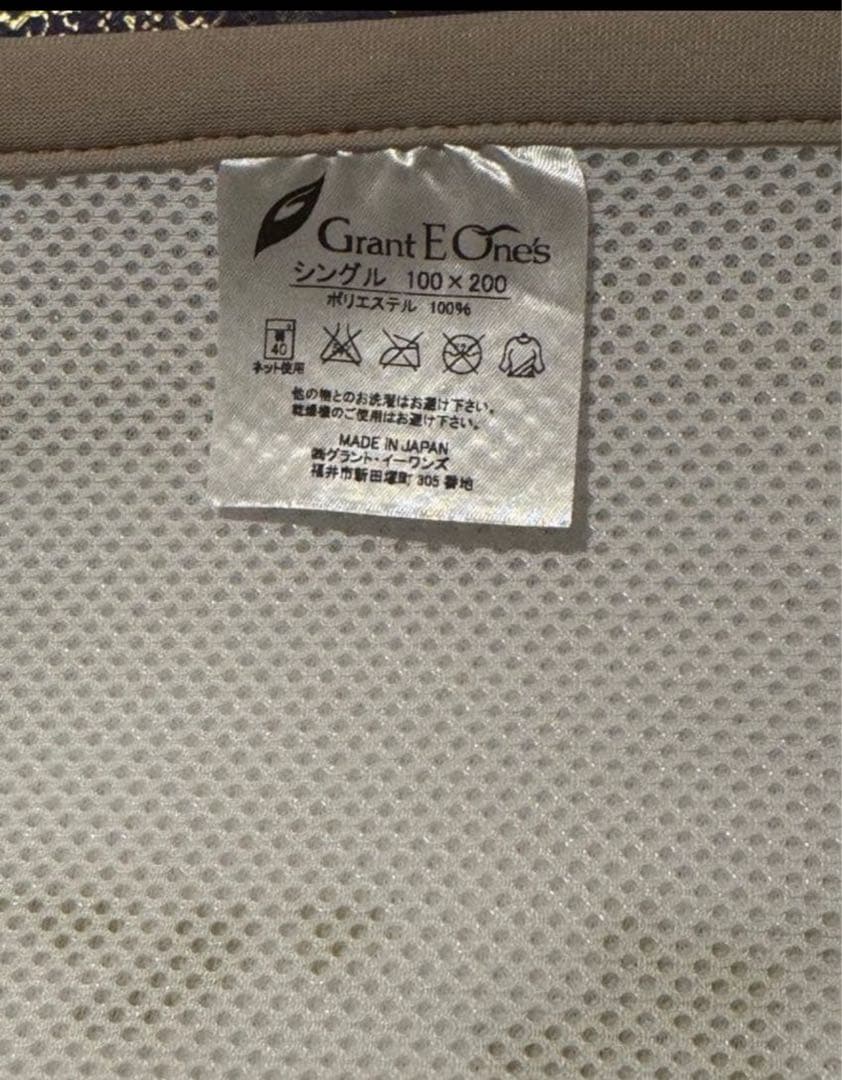 Grant E One's
シングル 100×200
ポリエステル 100%
40
ネット使用
他の物とのお洗濯はお避け下さい。
乾燥機のご使用はお避け下さい。
MADE IN JAPAN
㈱グラント・イーワンズ
福井市新田塚町 305 番地